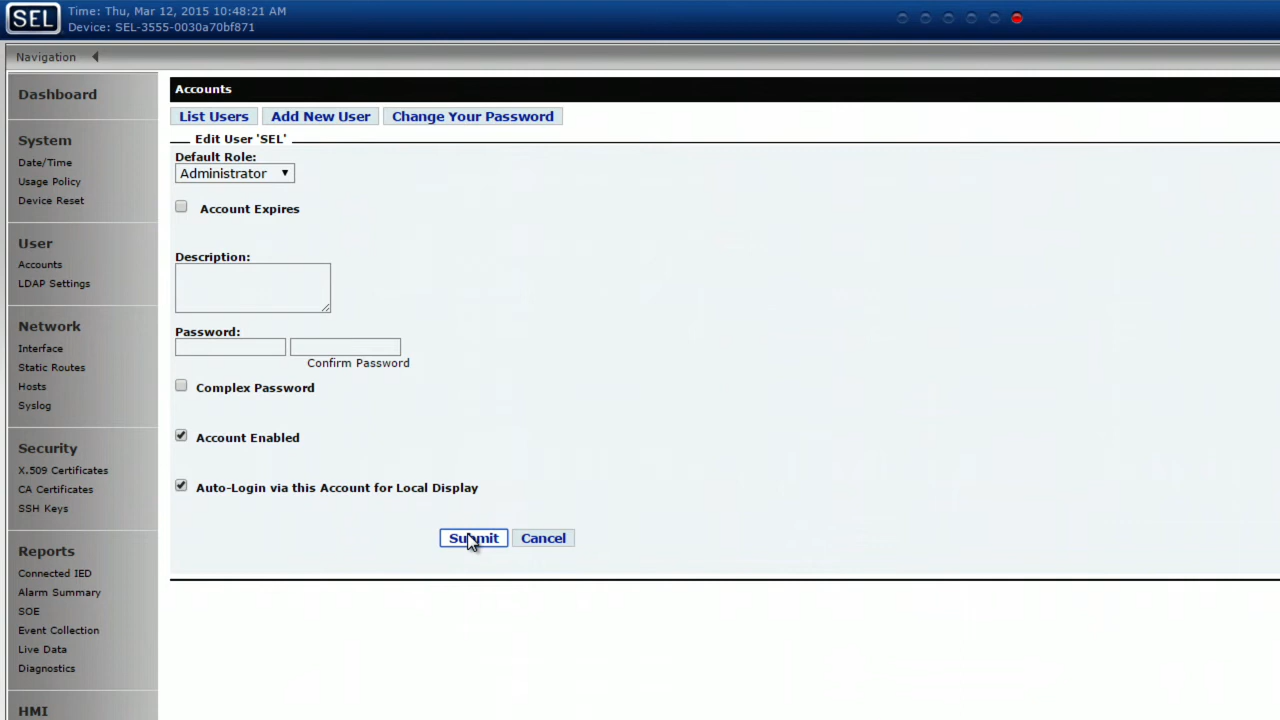 SEL
Time: Thu, Mar 12, 2015 10:48:21 AM
Device: SEL-3555-0030a70bf871
Navigation
Dashboard
System
Date/Time
Usage Policy
Device Reset
User
Accounts
LDAP Settings
Network
Interface
Static Routes
Hosts
Syslog
Security
X.509 Certificates
CA Certificates
SSH Keys
Reports
Connected IED
Alarm Summary
SOE
Event Collection
Live Data
Diagnostics
HMI
Accounts
List Users Add New User Change Your Password
Edit User 'SEL'
Default Role:
Administrator
Account Expires
Description:
Password:
Confirm Password
Complex Password
Account Enabled
Auto-Login via this Account for Local Display
Submit Cancel